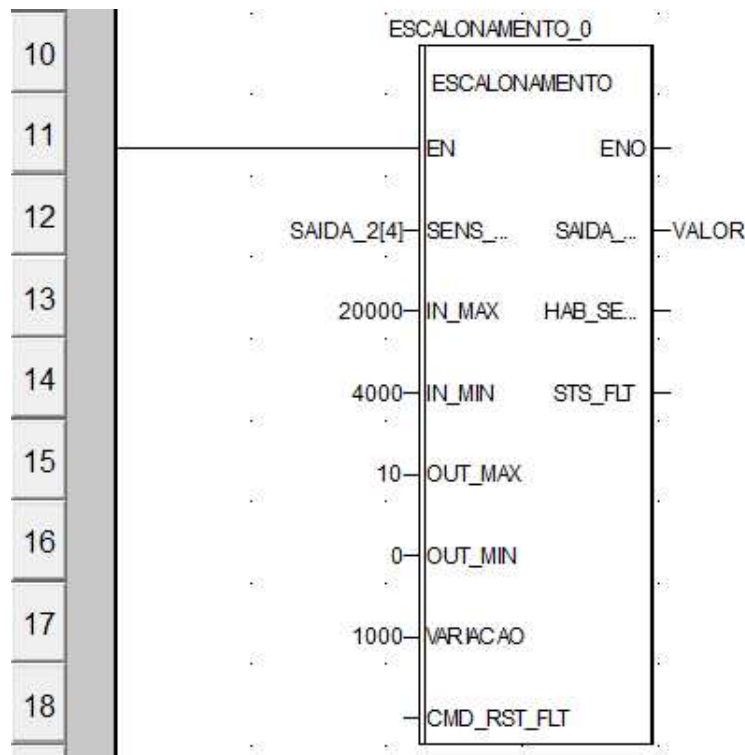 ESCALONAMENTO_0
10
ESCALONAMENTO
11 EN ENO
12 SAIDA_2[4] SENS_... SAIDA_... VALOR
13 20000 IN_MAX HAB_SE...
14 4000 IN_MIN STS_FLT
15 10 OUT_MAX
16 0 OUT_MIN
17 1000 VARIACAO
18 CMD_RST_FLT